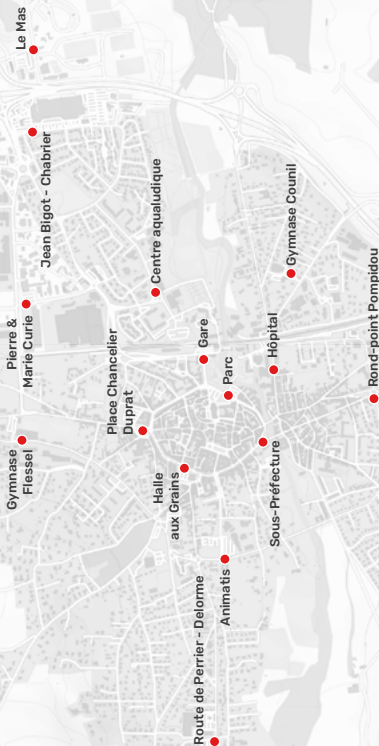 Le Mas
Jean Bigot - Chabrier
Centre aqualudique
Gymnase Counil
Pierre &
Marie Curie
Gare
Hôpital
Rond-point Pompidou
Place Chancelier
Duprat
Parc
Gymnase
Flessel
Halle
aux Grains
Sous-Préfecture
Animatis
Route de Perrier - Delorme